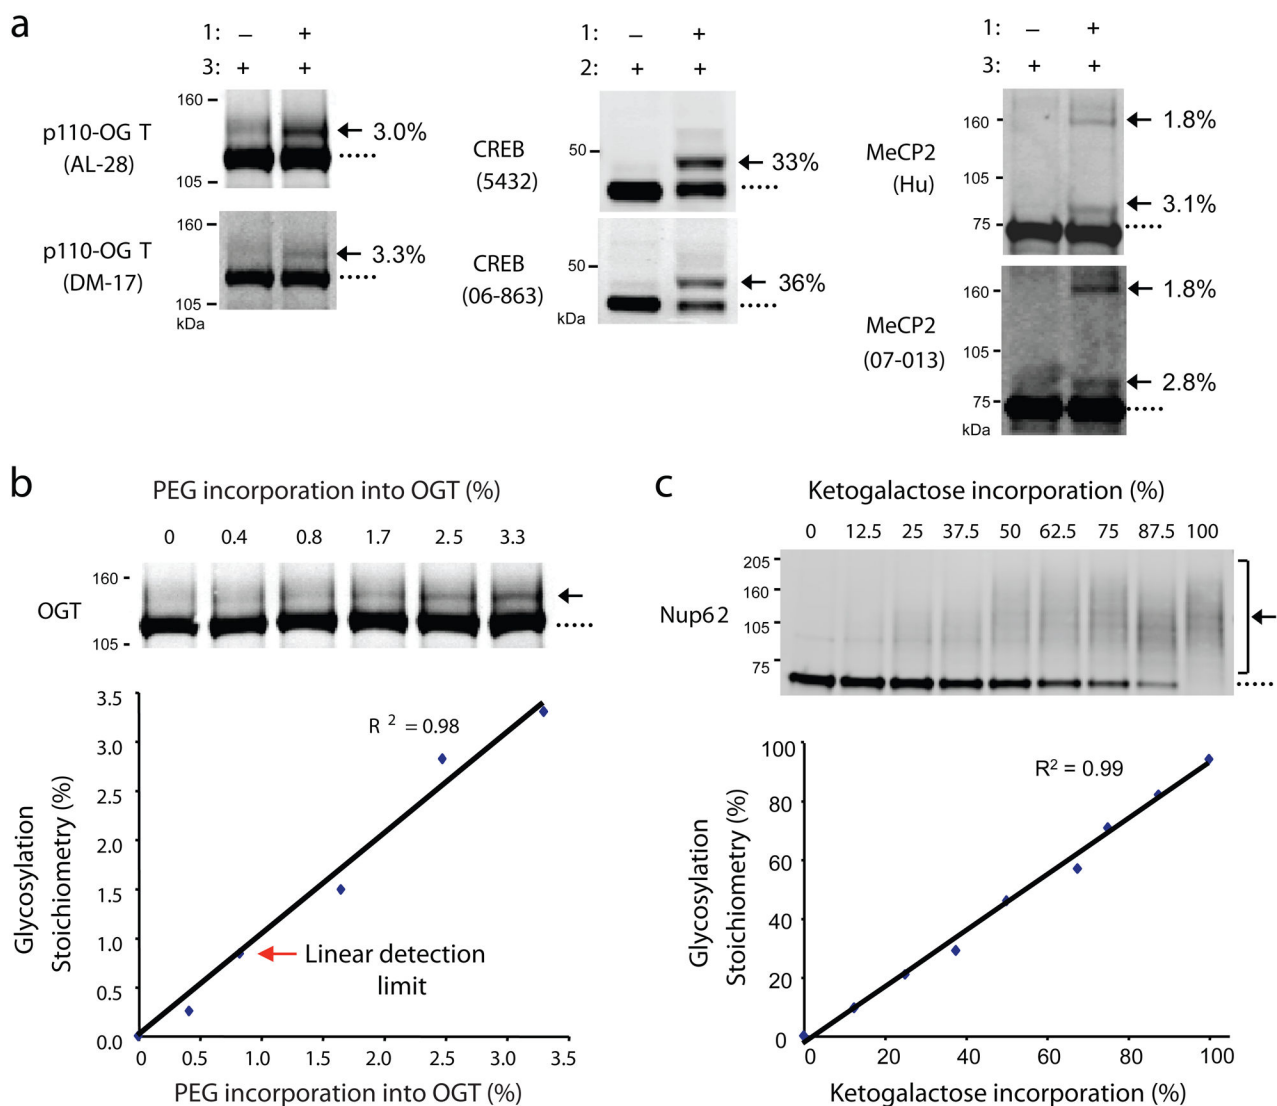 a
1: – +
3: + +
160
p110-OG T
(AL-28)
3.0%
105
160
p110-OG T
(DM-17)
3.3%
105
kDa
1: – +
2: + +
50
CREB
(5432)
33%
50
CREB
(06-863)
36%
kDa
1: – +
3: + +
160
1.8%
MeCP2
(Hu)
105
3.1%
75
160
1.8%
MeCP2
(07-013)
105
2.8%
75
kDa
b
PEG incorporation into OGT (%)
0 0.4 0.8 1.7 2.5 3.3
160
OGT
105
3.5
R 2 = 0.98
3.0
2.5
2.0
1.5
1.0
0.5
0.0
Glycosylation
Stoichiometry (%)
Linear detection
limit
0 0.5 1.0 1.5 2.0 2.5 3.0 3.5
PEG incorporation into OGT (%)
c
Ketogalactose incorporation (%)
0 12.5 25 37.5 50 62.5 75 87.5 100
205
160
Nup62
105
75
100
R² = 0.99
80
60
40
20
0
Glycosylation
Stoichiometry (%)
0 20 40 60 80 100
Ketogalactose incorporation (%)